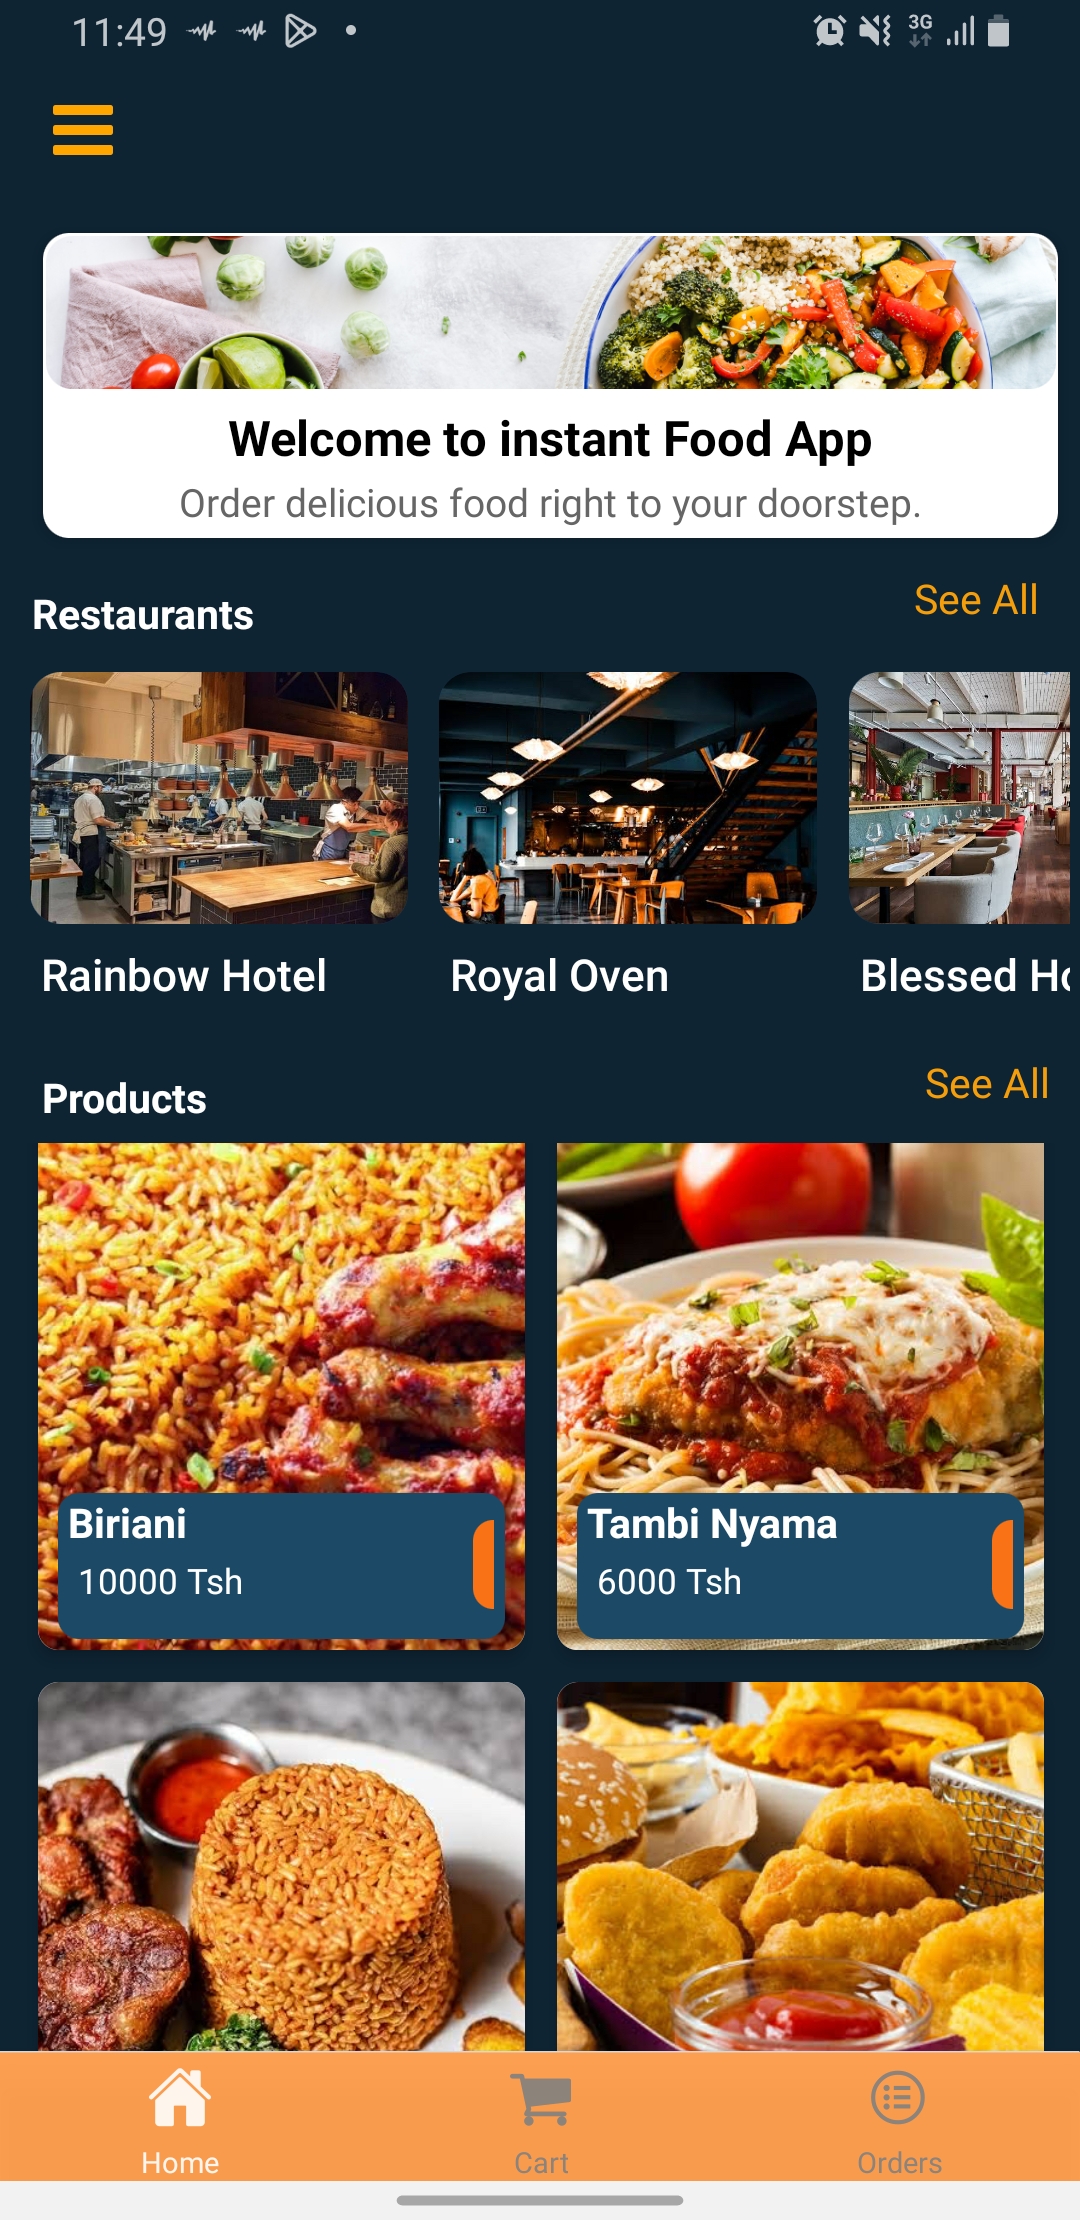 11:49
3G
Welcome to instant Food App
Order delicious food right to your doorstep.
Restaurants
See All
Rainbow Hotel
Royal Oven
Blessed Ho
Products
See All
Biriani
10000 Tsh
Tambi Nyama
6000 Tsh
Home
Cart
Orders